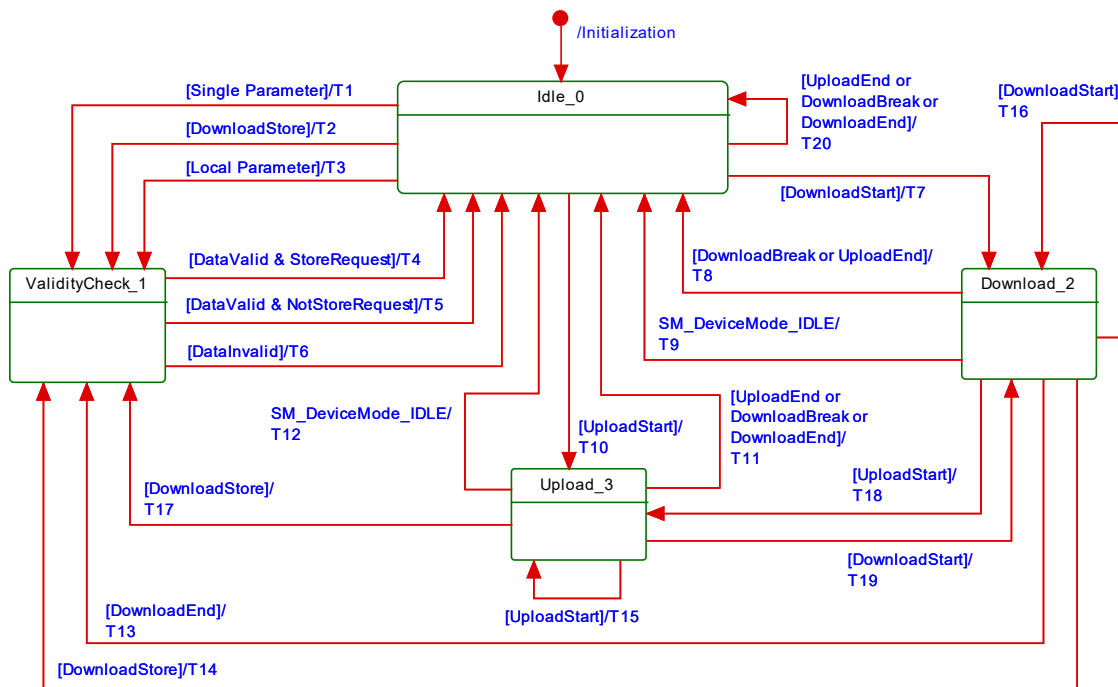 /Initialization
[Single Parameter]/T1
Idle_0
[UploadEnd or
DownloadBreak or
DownloadEnd]/
T20
[DownloadStart]
T16
[DownloadStore]/T2
[Local Parameter]/T3
[DownloadStart]/T7
[DataValid & StoreRequest]/T4
[DownloadBreak or UploadEnd]/
T8
ValidityCheck_1
Download_2
[DataValid & NotStoreRequest]/T5
SM_DeviceMode_IDLE/
T9
[DataInvalid]/T6
SM_DeviceMode_IDLE/
T12
[UploadStart]/
T10
[UploadEnd or
DownloadBreak or
DownloadEnd]/
T11
Upload_3
[UploadStart]/
T18
[DownloadStore]/
T17
[DownloadStart]/
T19
[UploadStart]/T15
[DownloadEnd]/
T13
[DownloadStore]/T14